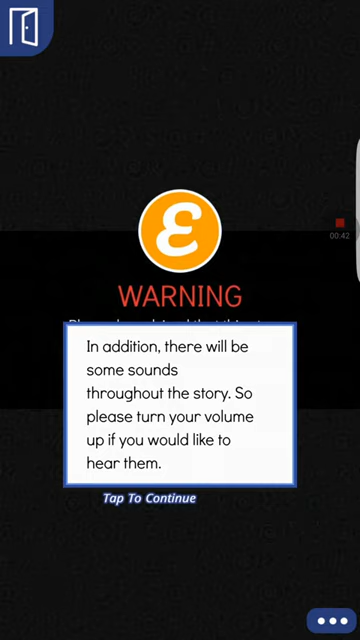 ε
00:42
WARNING
In addition, there will be
some sounds
throughout the story. So
please turn your volume
up if you would like to
hear them.
Tap To Continue